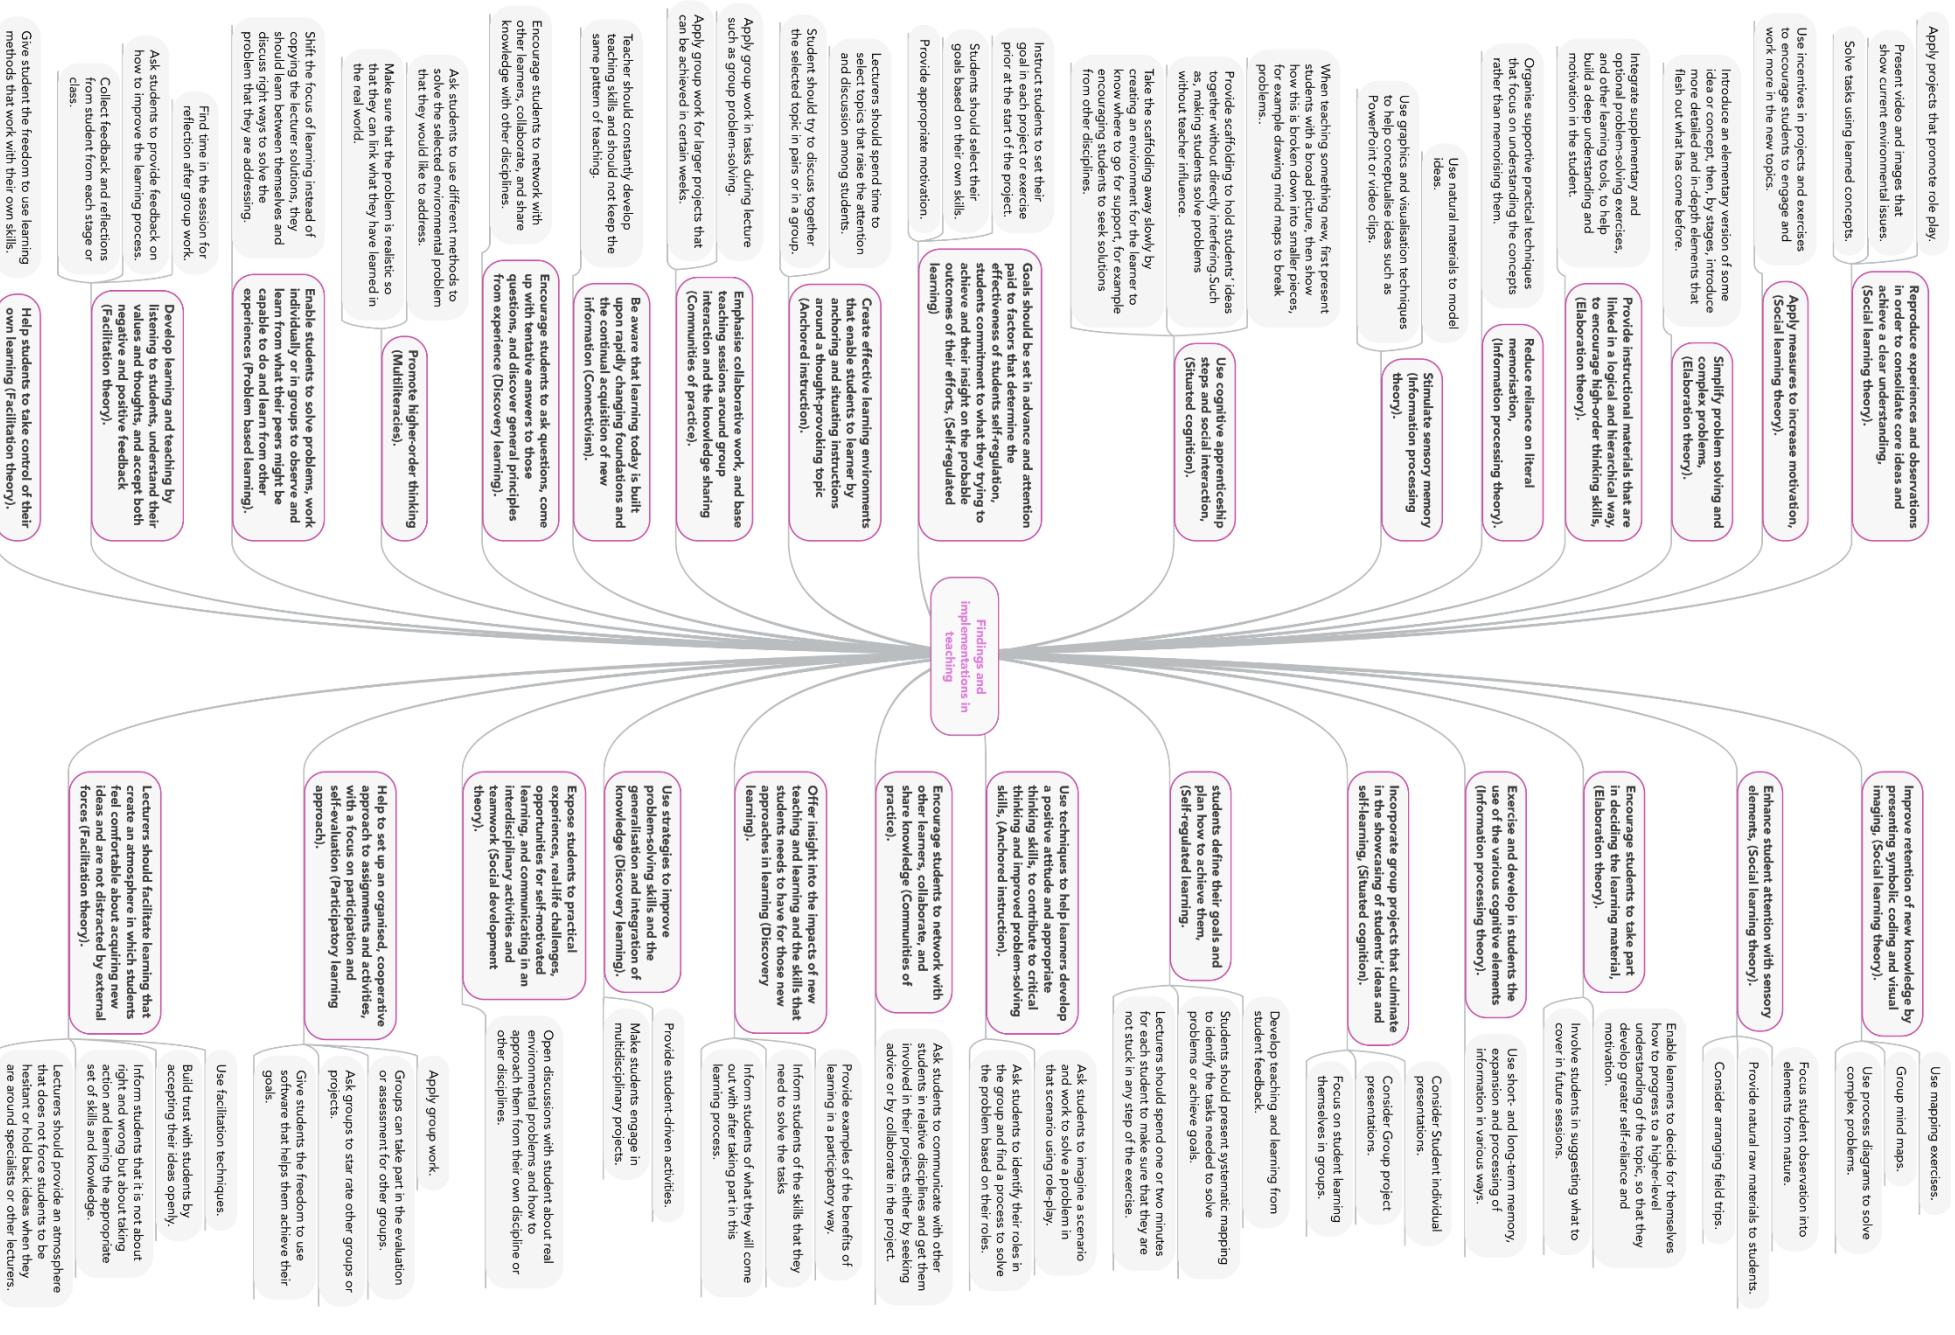 Apply projects that promote role play.
Present video and images that
show current environmental issues.
Solve tasks using learned concepts.
Reproduce experiences and observations
in order to consolidate core ideas and
achieve a clear understanding,
(Social learning theory).
Use incentives in projects and exercises
to encourage students to engage and
work more in the new topics.
Apply measures to increase motivation,
(Social learning theory).
Introduce an elementary version of some
idea or concept, then, by stages, introduce
more detailed and in-depth elements that
flesh out what has come before.
Simplify problem solving and
complex problems,
(Elaboration theory).
Integrate supplementary and
optional problem-solving exercises,
and other learning tools, to help
build a deep understanding and
motivation in the student.
Provide instructional materials that are
linked in a logical and hierarchical way,
to encourage high-order thinking skills,
(Elaboration theory).
Organise supportive practical techniques
that focus on understanding the concepts
rather than memorising them.
Reduce reliance on literal
memorisation,
(Information processing theory).
Use natural materials to model
ideas.
Use graphics and visualisation techniques
to help conceptualise ideas such as
PowerPoint or video clips.
Stimulate sensory memory
(Information processing
theory).
When teaching something new, first present
students with a broad picture, then show
how this is broken down into smaller pieces,
for example drawing mind maps to break
problems..
Provide scaffolding to hold students' ideas
together without directly interfering.Such
as, making students solve problems
without teacher influence.
Take the scaffolding away slowly by
creating an environment for the learner to
know where to go for support, for example
encouraging students to seek solutions
from other disciplines.
Use cognitive apprenticeship
steps and social interaction,
(Situated cognition).
Instruct students to set their
goal in each project or exercise
prior at the start of the project.
Students should select their
goals based on their own skills.
Provide appropriate motivation.
Goals should be set in advance and attention
paid to factors that determine the
effectiveness of students self-regulation,
students commitment to what they trying to
achieve and their insight on the probable
outcomes of their efforts, (Self-regulated
learning)
Lecturers should spend time to
select topics that raise the attention
and discussion among students.
Student should try to discuss together
the selected topic in pairs or in a group.
Create effective learning environments
that enable students to learner by
anchoring and situating instructions
around a thought-provoking topic
(Anchored instruction).
Apply group work in tasks during lecture
such as group problem-solving.
Apply group work for larger projects that
can be achieved in certain weeks.
Emphasise collaborative work, and base
teaching sessions around group
interaction and the knowledge sharing
(Communities of practice).
Teacher should constantly develop
teaching skills and should not keep the
same pattern of teaching.
Be aware that learning today is built
upon rapidly changing foundations and
the continual acquisition of new
information (Connectivism).
Encourage students to network with
other learners, collaborate, and share
knowledge with other disciplines.
Encourage students to ask questions, come
up with tentative answers to those
questions, and discover general principles
from experience (Discovery learning).
Ask students to use different methods to
solve the selected environmental problem
that they would like to address.
Make sure that the problem is realistic so
that they can link what they have learned in
the real world.
Promote higher-order thinking
(Multiliteracies).
Shift the focus of learning instead of
copying the lecturer solutions, they
should learn between themselves and
discuss right ways to solve the
problem that they are addressing.
Enable students to solve problems, work
individually or in groups to observe and
learn from what their peers might be
capable to do and learn from other
experiences (Problem based learning).
Find time in the session for
reflection after group work.
Ask students to provide feedback on
how to improve the learning process.
Collect feedback and reflections
from student from each stage or
class.
Develop learning and teaching by
listening to students, understand their
values and thoughts, and accept both
negative and positive feedback
(Facilitation theory).
Give student the freedom to use learning
methods that work with their own skills.
Help students to take control of their
own learning (Facilitation theory).
Findings and
implementations in
teaching
Improve retention of new knowledge by
presenting symbolic coding and visual
imaging, (Social learning theory).
Use mapping exercises.
Group mind maps.
Use process diagrams to solve
complex problems.
Enhance student attention with sensory
elements, (Social learning theory).
Focus student observation into
elements from nature.
Provide natural raw materials to students.
Consider arranging field trips.
Encourage students to take part
in deciding the learning material,
(Elaboration theory).
Enable learners to decide for themselves
how to progress to a higher-level
understanding of the topic, so that they
develop greater self-reliance and
motivation.
Involve students in suggesting what to
cover in future sessions.
Exercise and develop in students the
use of the various cognitive elements
(Information processing theory).
Use short- and long-term memory,
expansion and processing of
information in various ways.
Incorporate group projects that culminate
in the showcasing of students' ideas and
self-learning, (Situated cognition).
Consider Student individual
presentations.
Consider Group project
presentations.
Focus on student learning
themselves in groups.
students define their goals and
plan how to achieve them,
(Self-regulated learning.
Develop teaching and learning from
student feedback.
Students should present systematic mapping
to identify the tasks needed to solve
problems or achieve goals.
Lecturers should spend one or two minutes
for each student to make sure that they are
not stuck in any step of the exercise.
Use techniques to help learners develop
a positive attitude and appropriate
thinking skills, to contribute to critical
thinking and improved problem-solving
skills, (Anchored instruction).
Ask students to imagine a scenario
and work to solve a problem in
that scenario using role-play.
Ask students to identify their roles in
the group and find a process to solve
the problem based on their roles.
Encourage students to network with
other learners, collaborate, and
share knowledge (Communities of
practice).
Ask students to communicate with other
students in relative disciplines and get them
involved in their projects either by seeking
advice or by collaborate in the project.
Offer insight into the impacts of new
teaching and learning and the skills that
students needs to have for those new
approaches in learning (Discovery
learning).
Provide examples of the benefits of
learning in a participatory way.
Inform students of the skills that they
need to solve the tasks
Inform students of what they will come
out with after taking part in this
learning process.
Use strategies to improve
problem-solving skills and the
generalisation and integration of
knowledge (Discovery learning).
Provide student-driven activities.
Make students engage in
multidisciplinary projects.
Expose students to practical
experiences, real-life challenges,
opportunities for self-motivated
learning, and communicating in an
interdisciplinary activities and
teamwork (Social development
theory).
Open discussions with student about real
environmental problems and how to
approach them from their own discipline or
other disciplines.
Help to set up an organised, cooperative
approach to assignments and activities,
with a focus on participation and
self-evaluation (Participatory learning
approach).
Apply group work.
Groups can take part in the evaluation
or assessment for other groups.
Ask groups to star rate other groups or
projects.
Give students the freedom to use
software that helps them achieve their
goals.
Lecturers should facilitate learning that
create an atmosphere in which students
feel comfortable about acquiring new
ideas and are not distracted by external
forces (Facilitation theory).
Use facilitation techniques.
Build trust with students by
accepting their ideas openly.
Inform students that it is not about
right and wrong but about taking
action and learning the appropriate
set of skills and knowledge.
Lecturers should provide an atmosphere
that does not force students to be
hesitant or hold back ideas when they
are around specialists or other lecturers.